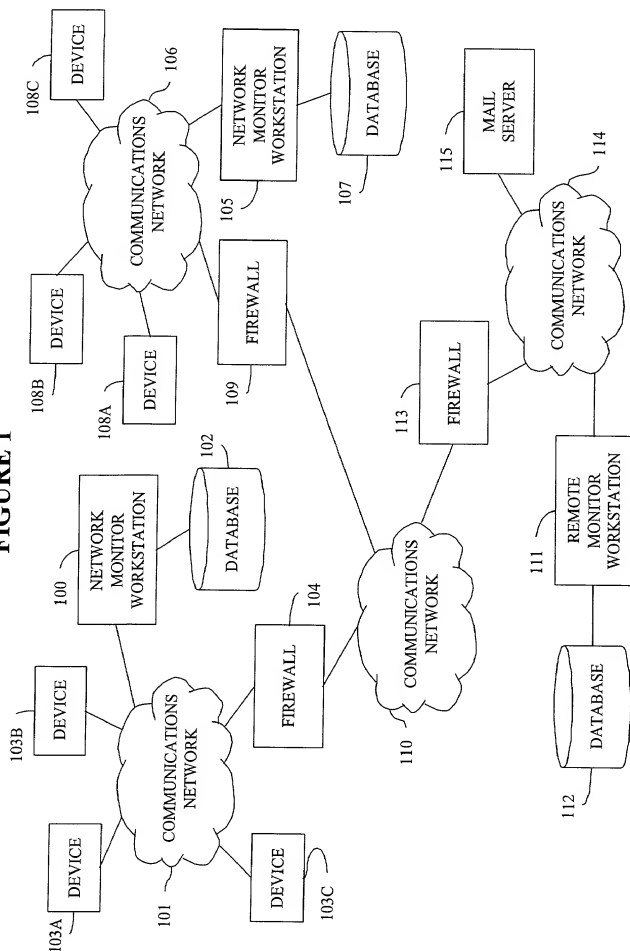 FIGURE 1
103A
DEVICE
103B
DEVICE
100
NETWORK
MONITOR
WORKSTATION
102
DATABASE
101
COMMUNICATIONS
NETWORK
DEVICE
103C
104
FIREWALL
108A
DEVICE
108B
DEVICE
108C
DEVICE
106
COMMUNICATIONS
NETWORK
109
FIREWALL
105
NETWORK
MONITOR
WORKSTATION
107
DATABASE
110
COMMUNICATIONS
NETWORK
113
FIREWALL
115
MAIL
SERVER
114
COMMUNICATIONS
NETWORK
111
REMOTE
MONITOR
WORKSTATION
112
DATABASE